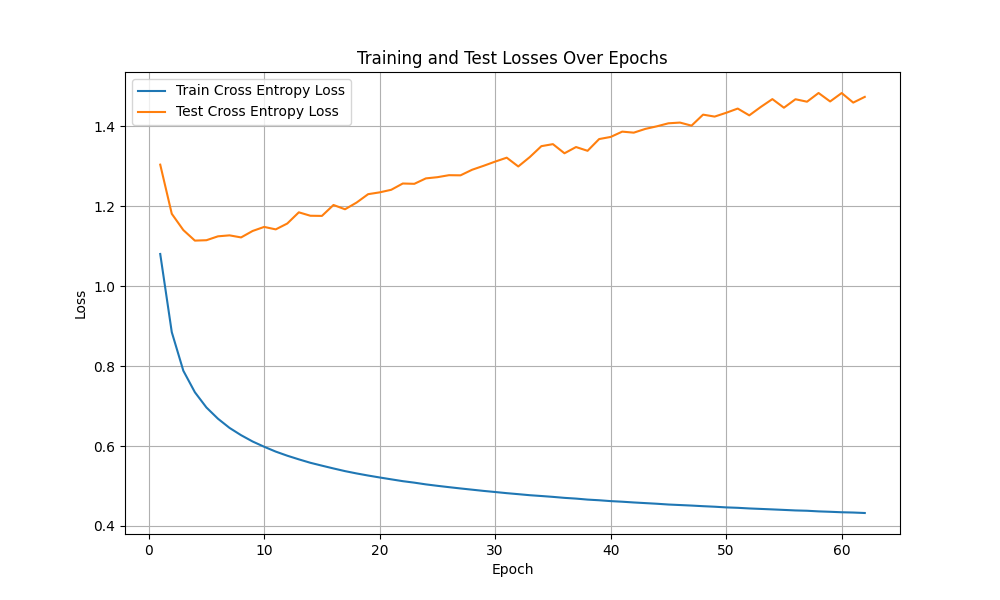 Training and Test Losses Over Epochs
Train Cross Entropy Loss
Test Cross Entropy Loss
1.4
1.2
1.0
0.8
0.6
0.4
Loss
0 10 20 30 40 50 60
Epoch